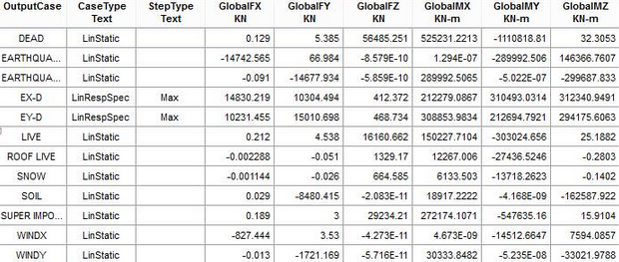 OutputCase CaseType StepType GlobalFX GlobalFY GlobalFZ GlobalMX GlobalMY GlobalMZ
Text Text KN KN KN KN-m KN-m KN-m
DEAD LinStatic 0.129 5.385 56485.251 525231.2213 -1110818.81 32.3053
EARTHQUA... LinStatic -14742.565 66.984 -8.579E-10 1.294E-07 -289992.506 146366.7607
EARTHQUA... LinStatic -0.091 -14677.934 -5.859E-10 289992.5065 -5.022E-07 -299687.833
EX-D LinRespSpec Max 14830.219 10304.494 412.372 212279.0867 310493.0314 312340.9491
EY-D LinRespSpec Max 10231.455 15010.698 468.734 308853.9834 212694.7921 294175.6063
LIVE LinStatic 0.212 4.538 16160.662 150227.7104 -303024.656 25.1882
ROOF LIVE LinStatic -0.002288 -0.051 1329.17 12267.006 -27436.5246 -0.2803
SNOW LinStatic -0.001144 -0.026 664.585 6133.503 -13718.2623 -0.1402
SOIL LinStatic 0.029 -8480.415 -2.083E-11 18917.2222 -4.168E-09 -162587.922
SUPER IMPO... LinStatic 0.189 3 29234.21 272174.1071 -547635.16 15.9104
WINDX LinStatic -827.444 3.53 -4.273E-11 4.673E-09 -14512.6647 7594.0857
WINDY LinStatic -0.013 -1721.169 -5.716E-11 30333.8482 -5.235E-08 -33021.9788